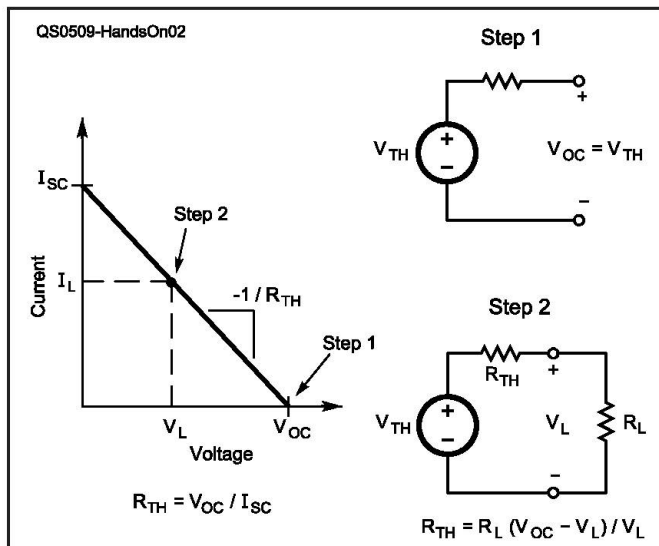 QS0509-HandsOn02
Current
I_SC
I_L
Step 2
-1 / R_TH
Step 1
V_L
V_OC
Voltage
R_TH = V_OC / I_SC
Step 1
V_TH
+
−
+
V_OC = V_TH
−
Step 2
R_TH
V_TH
+
−
+
V_L
−
R_L
R_TH = R_L (V_OC − V_L) / V_L